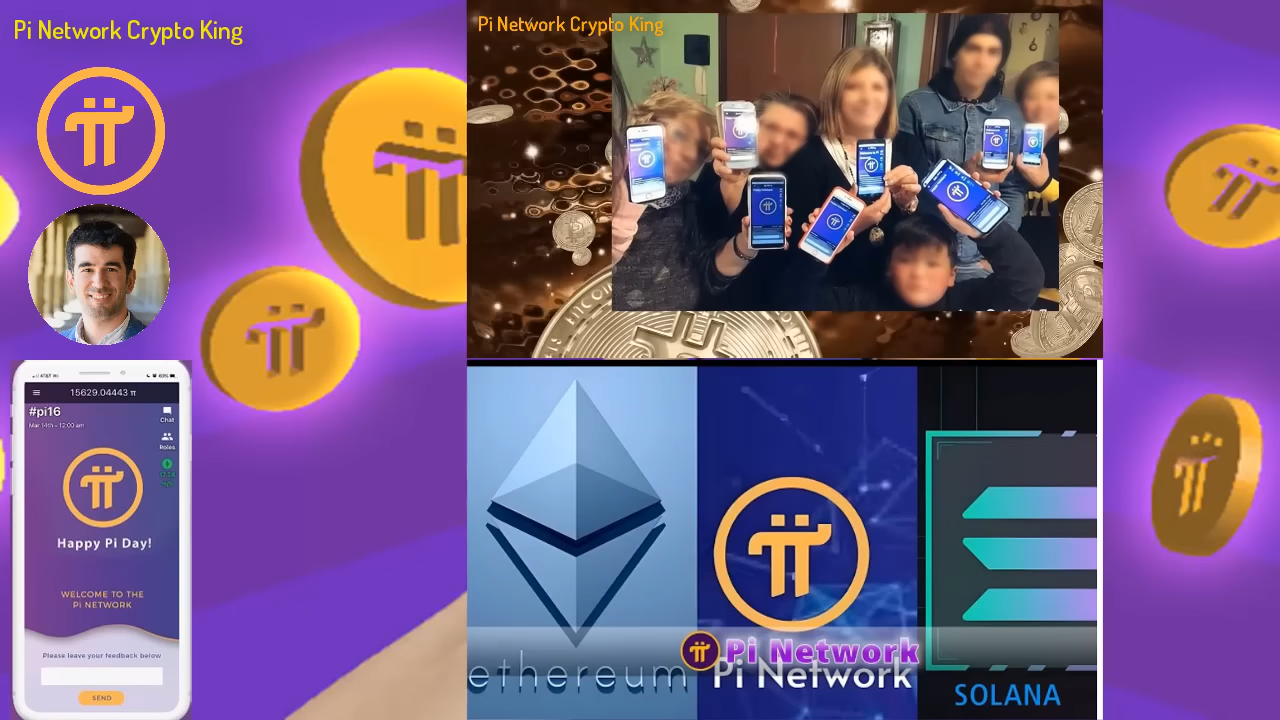 Pi Network Crypto King
15629.04443 π
#pi16
Mar 14th - 12:00 am
Chat
Roles
Happy Pi Day!
WELCOME TO THE
Pi NETWORK
Please leave your feedback below
SEND
Pi Network Crypto King
ethereum
Pi Network
Pi Network
SOLANA